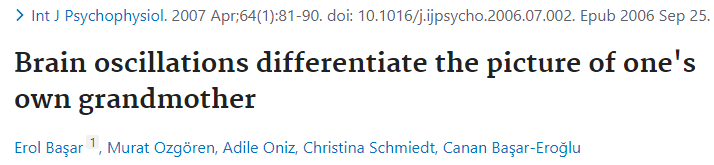 > Int J Psychophysiol. 2007 Apr;64(1):81-90. doi: 10.1016/j.ijpsycho.2006.07.002. Epub 2006 Sep 25.
Brain oscillations differentiate the picture of one's
own grandmother
Erol Başar 1, Murat Ozgören, Adile Oniz, Christina Schmiedt, Canan Başar-Eroğlu